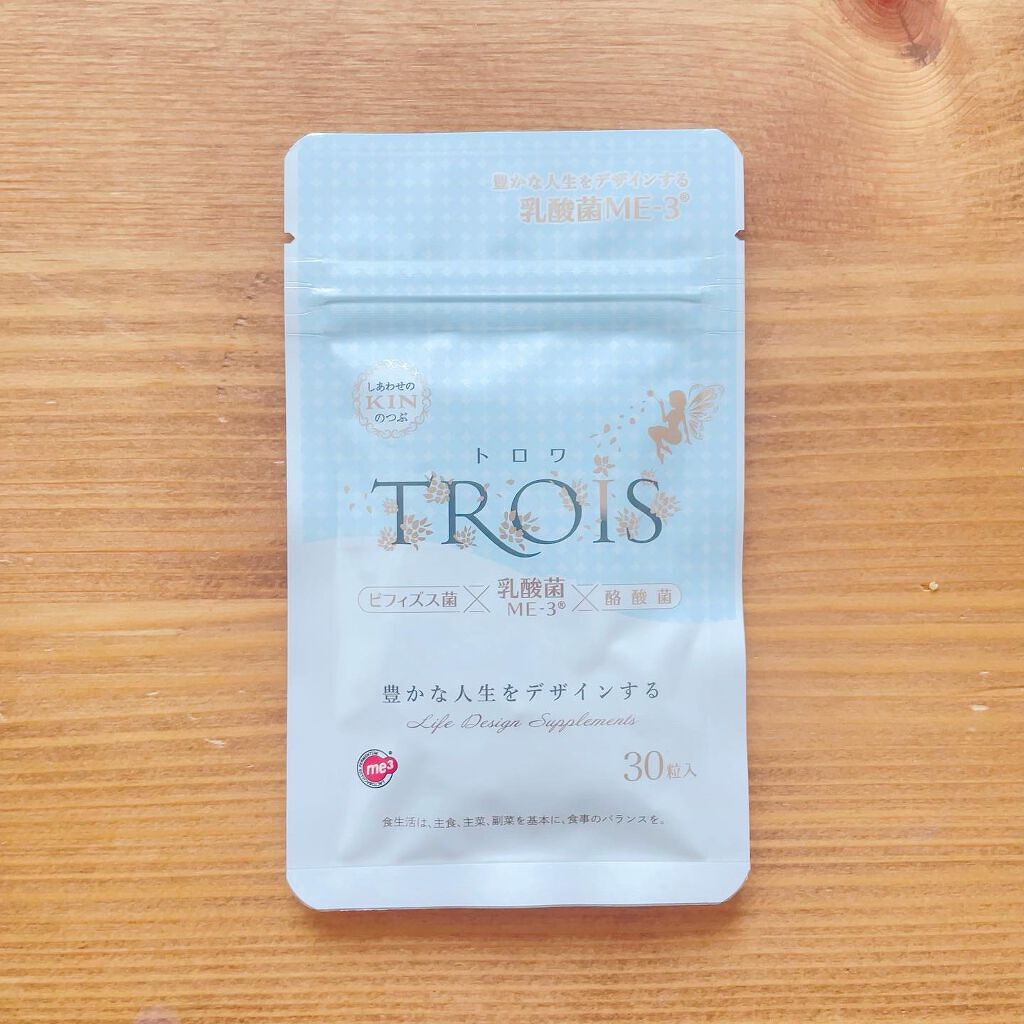 豊かな人生をデザインする
乳酸菌ME-3®
しあわせの
KIN
のつぶ
トロワ
TROIS
ビフィズス菌×乳酸菌ME-3®×酪酸菌
豊かな人生をデザインする
Life Design Supplements
me3®
30粒入
食生活は、主食、主菜、副菜を基本に、食事のバランスを。